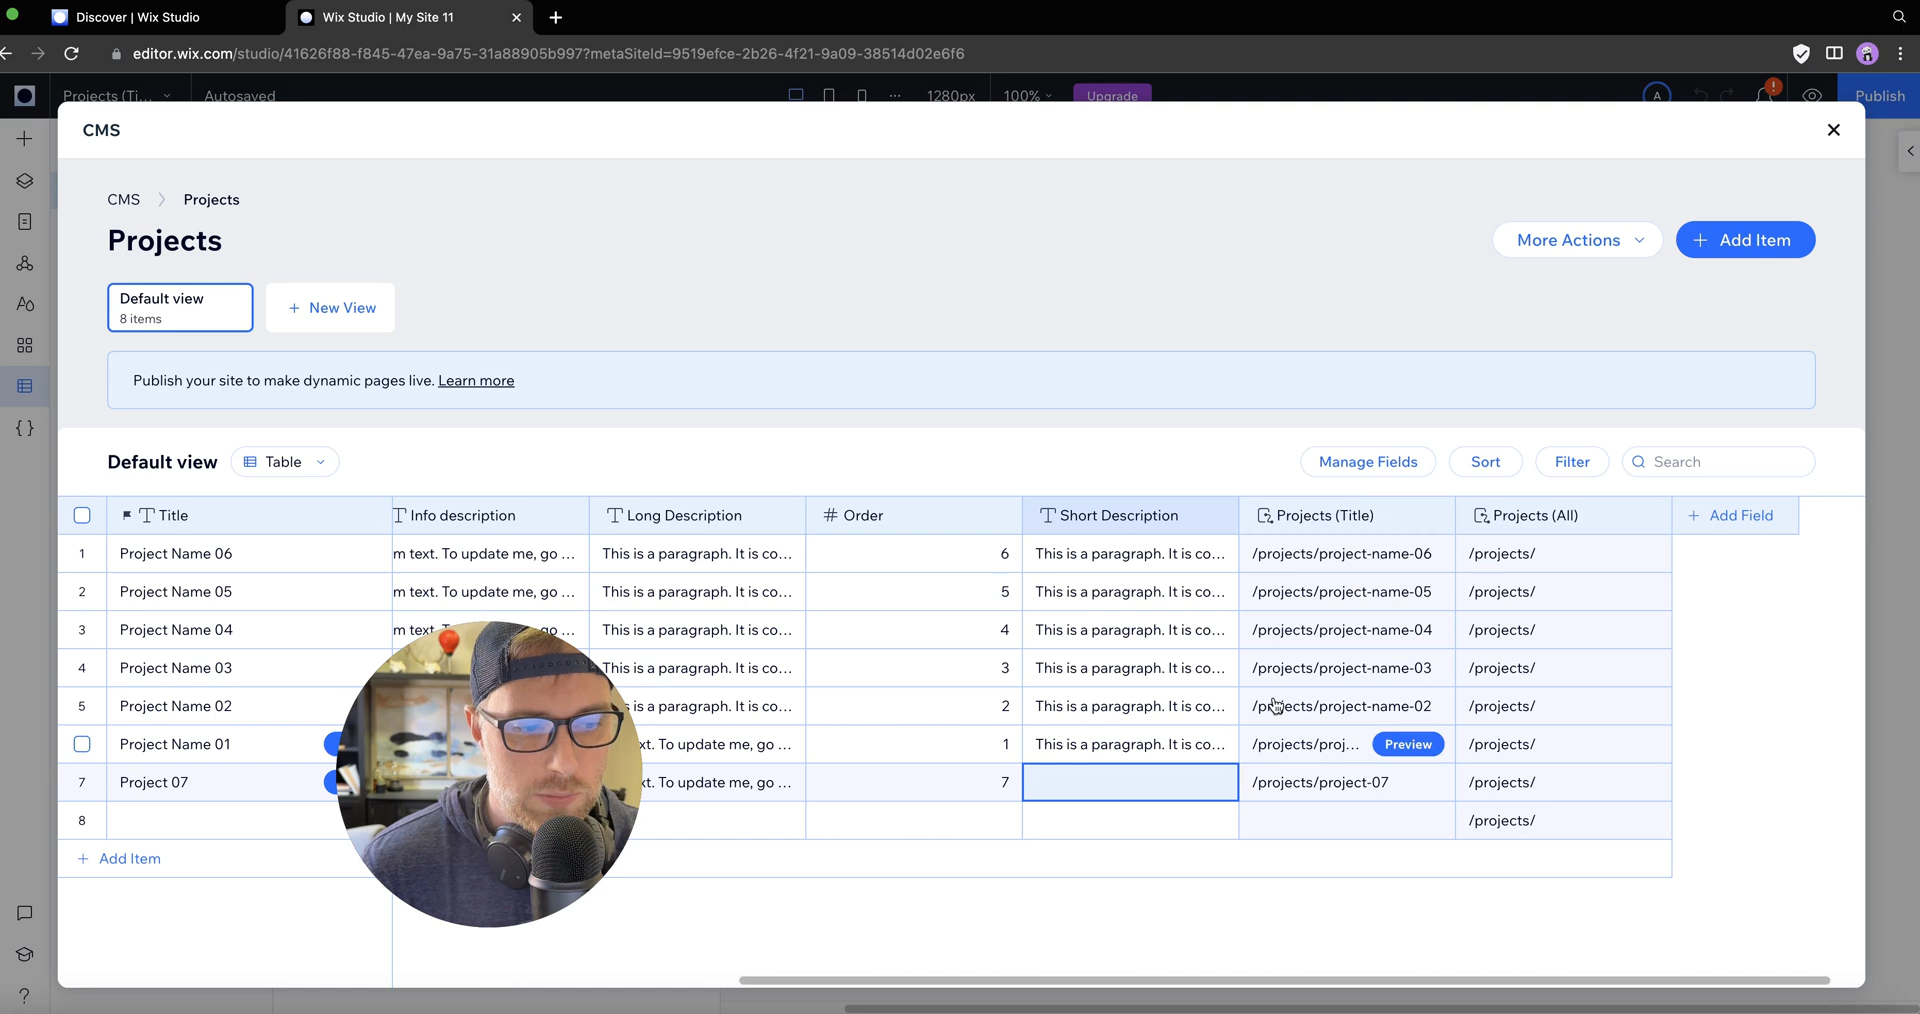 Discover | Wix Studio
Wix Studio | My Site 11
editor.wix.com/studio/41626f88-f845-47ea-9a75-31a88905b997?metaSiteId=9519efce-2b26-4f21-9a09-38514d02e6f6
Projects (Ti...
Autosaved
1280px
100%
Upgrade
A
Publish
CMS
CMS
Projects
Projects
More Actions
+ Add Item
Default view
8 items
+ New View
Publish your site to make dynamic pages live. Learn more
Default view
Table
Manage Fields
Sort
Filter
Search
Title
Info description
Long Description
# Order
Short Description
Projects (Title)
Projects (All)
+ Add Field
1 Project Name 06 m text. To update me, go ... This is a paragraph. It is co... 6 This is a paragraph. It is co... /projects/project-name-06 /projects/
2 Project Name 05 m text. To update me, go ... This is a paragraph. It is co... 5 This is a paragraph. It is co... /projects/project-name-05 /projects/
3 Project Name 04 m text. go ... This is a paragraph. It is co... 4 This is a paragraph. It is co... /projects/project-name-04 /projects/
4 Project Name 03 This is a paragraph. It is co... 3 This is a paragraph. It is co... /projects/project-name-03 /projects/
5 Project Name 02 is a paragraph. It is co... 2 This is a paragraph. It is co... /projects/project-name-02 /projects/
Project Name 01 xt. To update me, go ... 1 This is a paragraph. It is co... /projects/proj... Preview /projects/
7 Project 07 xt. To update me, go ... 7 /projects/project-07 /projects/
8 /projects/
+ Add Item